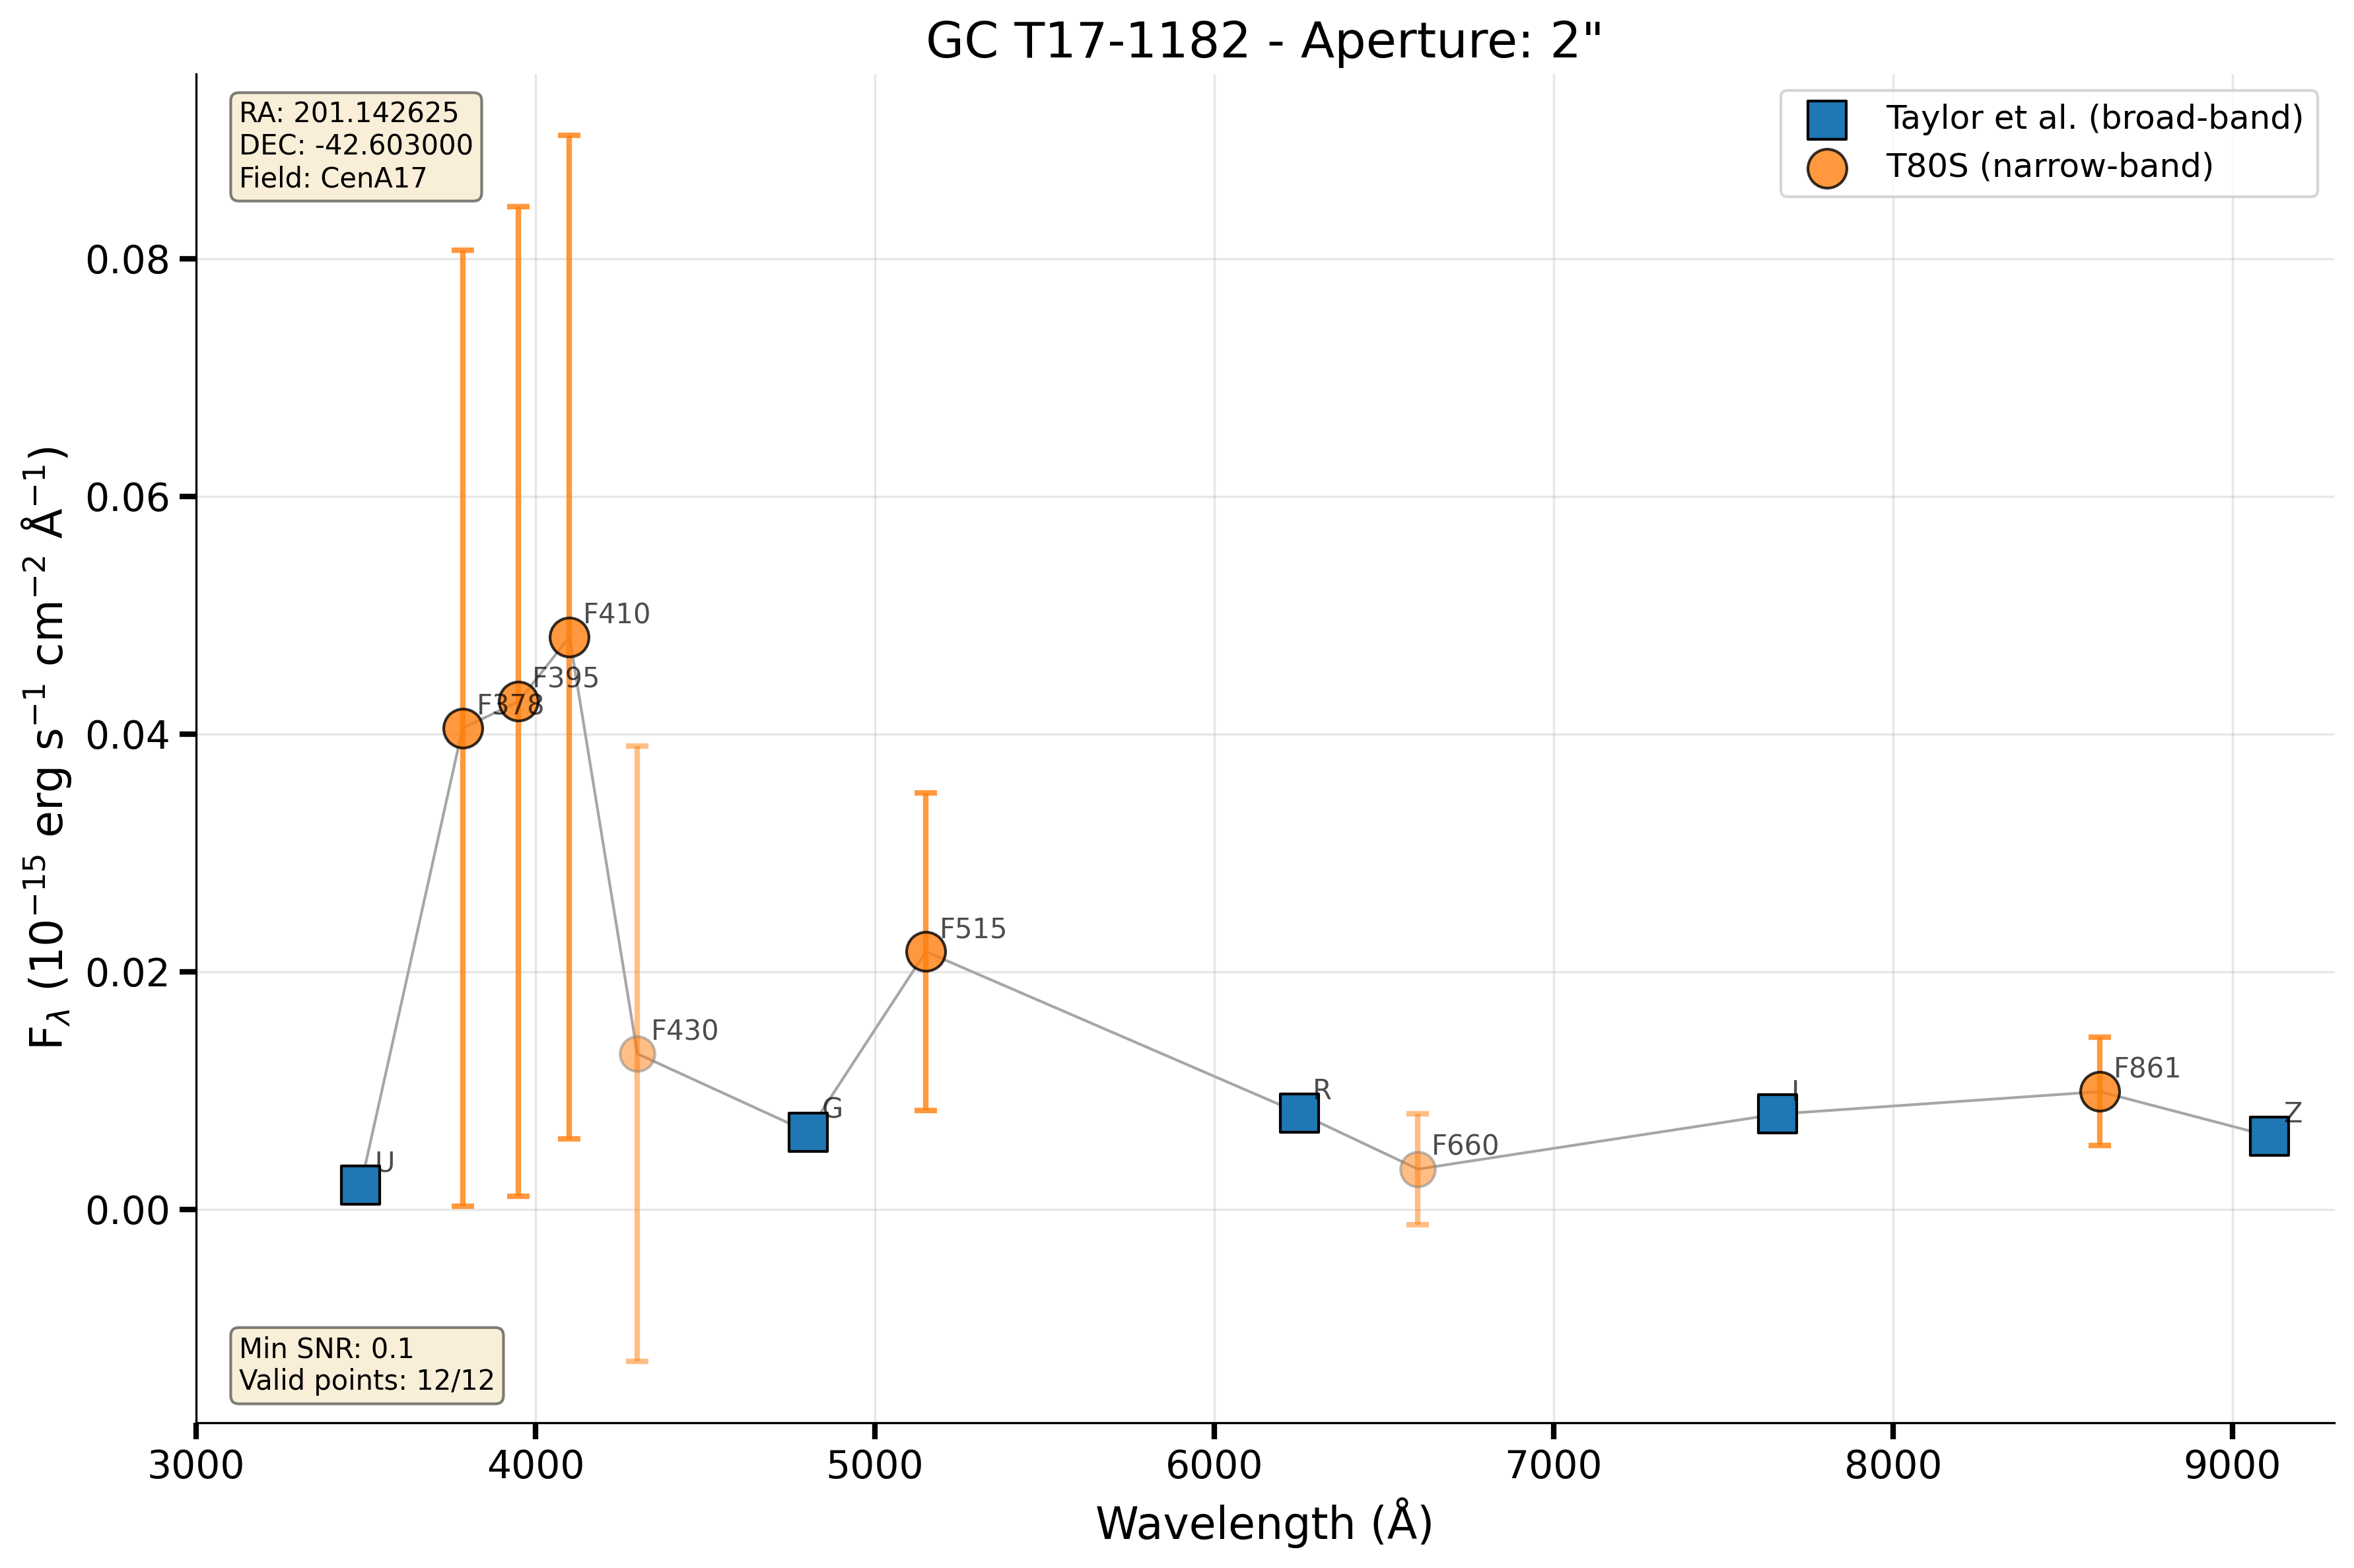 GC T17-1182 - Aperture: 2"
RA: 201.142625
DEC: -42.603000
Field: CenA17
Taylor et al. (broad-band)
T80S (narrow-band)
F_λ (10⁻¹⁵ erg s⁻¹ cm⁻² Å⁻¹)
0.08
0.06
0.04
0.02
0.00
F410
F395
F378
F515
F430
G
R
I
F861
Z
F660
U
Min SNR: 0.1
Valid points: 12/12
3000 4000 5000 6000 7000 8000 9000
Wavelength (Å)